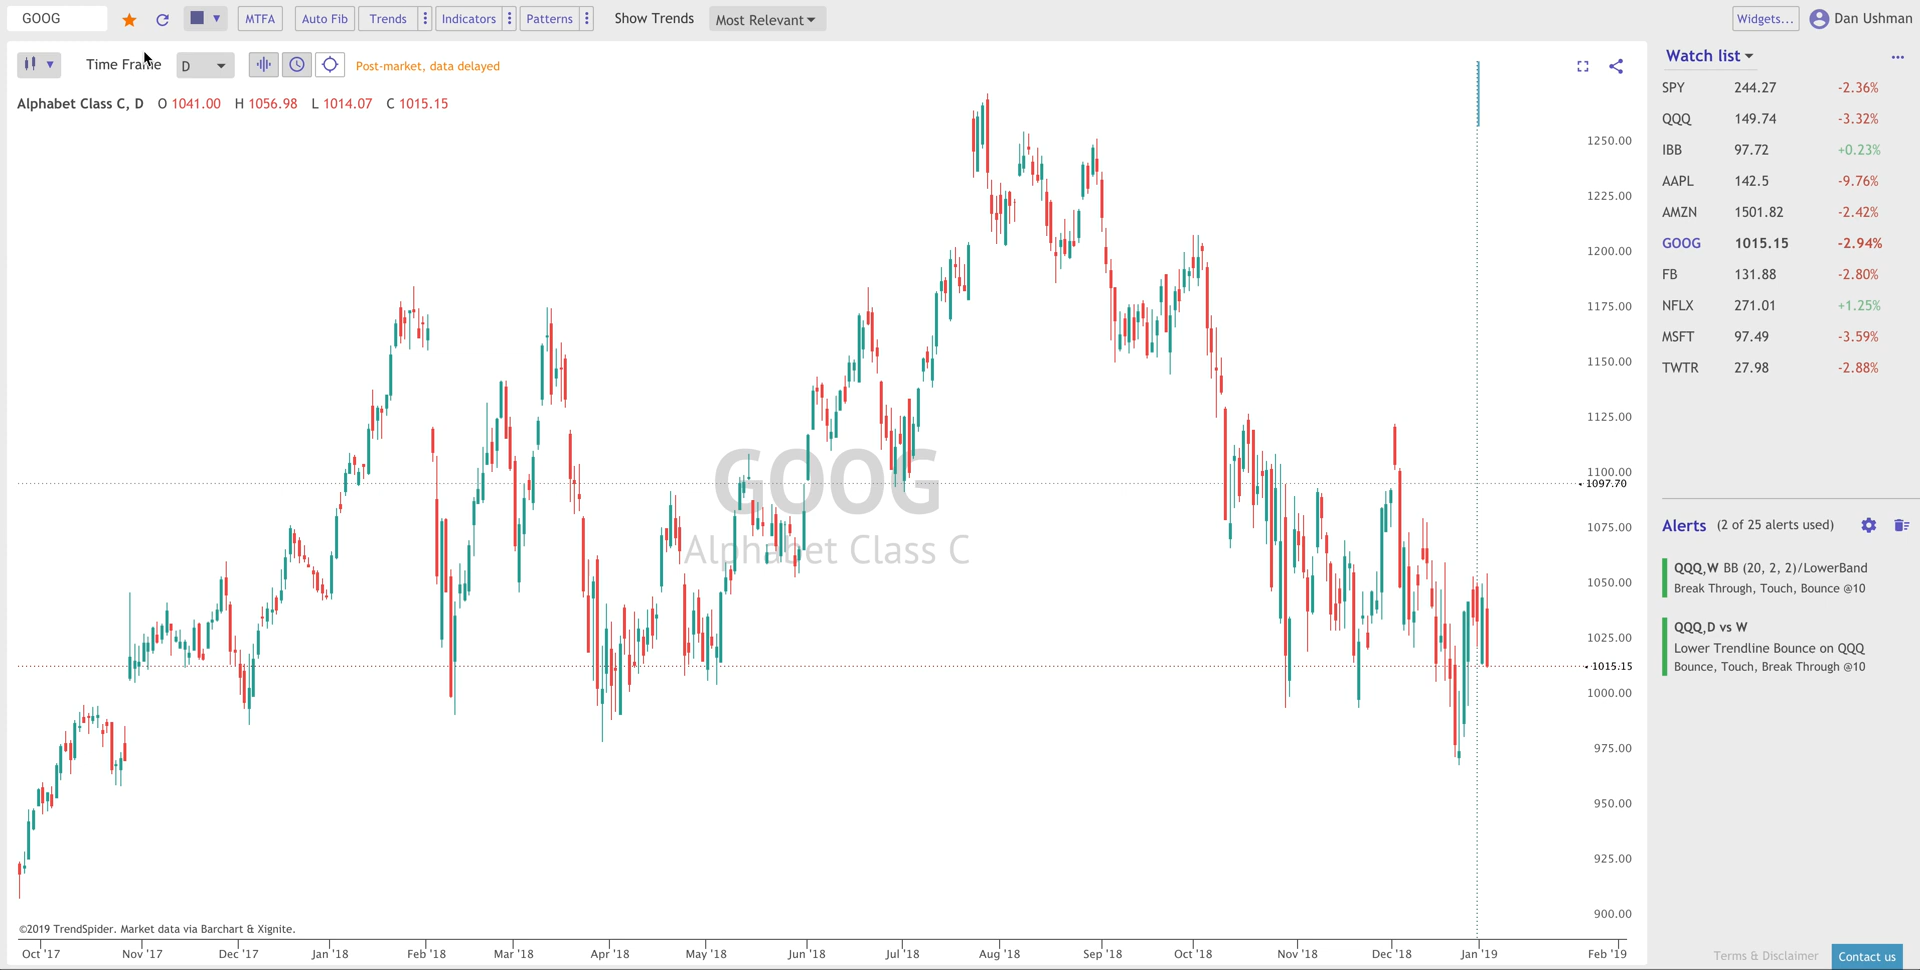 GOOG
MTFA
Auto Fib
Trends
Indicators
Patterns
Show Trends
Most Relevant
Widgets...
Dan Ushman
Time Frame
D
Post-market, data delayed
Alphabet Class C, D O 1041.00 H 1056.98 L 1014.07 C 1015.15
GOOG
Alphabet Class C
1250.00
1225.00
1200.00
1175.00
1150.00
1125.00
1100.00
1097.70
1075.00
1050.00
1025.00
1015.15
1000.00
975.00
950.00
925.00
900.00
©2019 TrendSpider. Market data via Barchart & Xignite.
Oct '17 Nov '17 Dec '17 Jan '18 Feb '18 Mar '18 Apr '18 May '18 Jun '18 Jul '18 Aug '18 Sep '18 Oct '18 Nov '18 Dec '18 Jan '19 Feb '19
Watch list
SPY 244.27 -2.36%
QQQ 149.74 -3.32%
IBB 97.72 +0.23%
AAPL 142.5 -9.76%
AMZN 1501.82 -2.42%
GOOG 1015.15 -2.94%
FB 131.88 -2.80%
NFLX 271.01 +1.25%
MSFT 97.49 -3.59%
TWTR 27.98 -2.88%
Alerts (2 of 25 alerts used)
QQQ,W BB (20, 2, 2)/LowerBand
Break Through, Touch, Bounce @10
QQQ,D vs W
Lower Trendline Bounce on QQQ
Bounce, Touch, Break Through @10
Terms & Disclaimer
Contact us